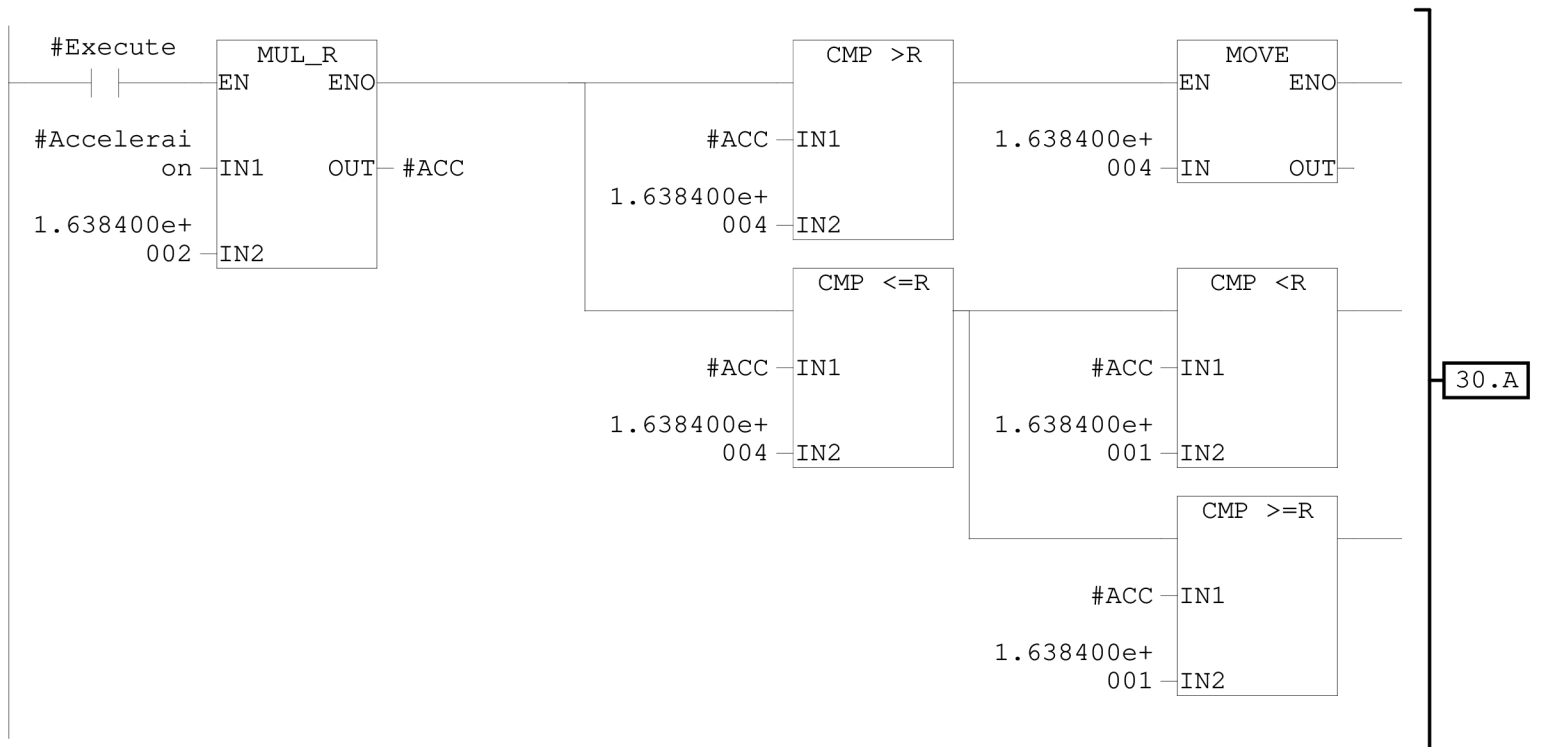 #Execute
MUL_R
CMP >R
MOVE
EN ENO
EN ENO
#Accelerai
on
IN1 OUT
#ACC
#ACC
IN1
1.638400e+
004
IN OUT
1.638400e+
002
IN2
1.638400e+
004
IN2
CMP <=R
CMP <R
#ACC
IN1
#ACC
IN1
30.A
1.638400e+
004
IN2
1.638400e+
001
IN2
CMP >=R
#ACC
IN1
1.638400e+
001
IN2